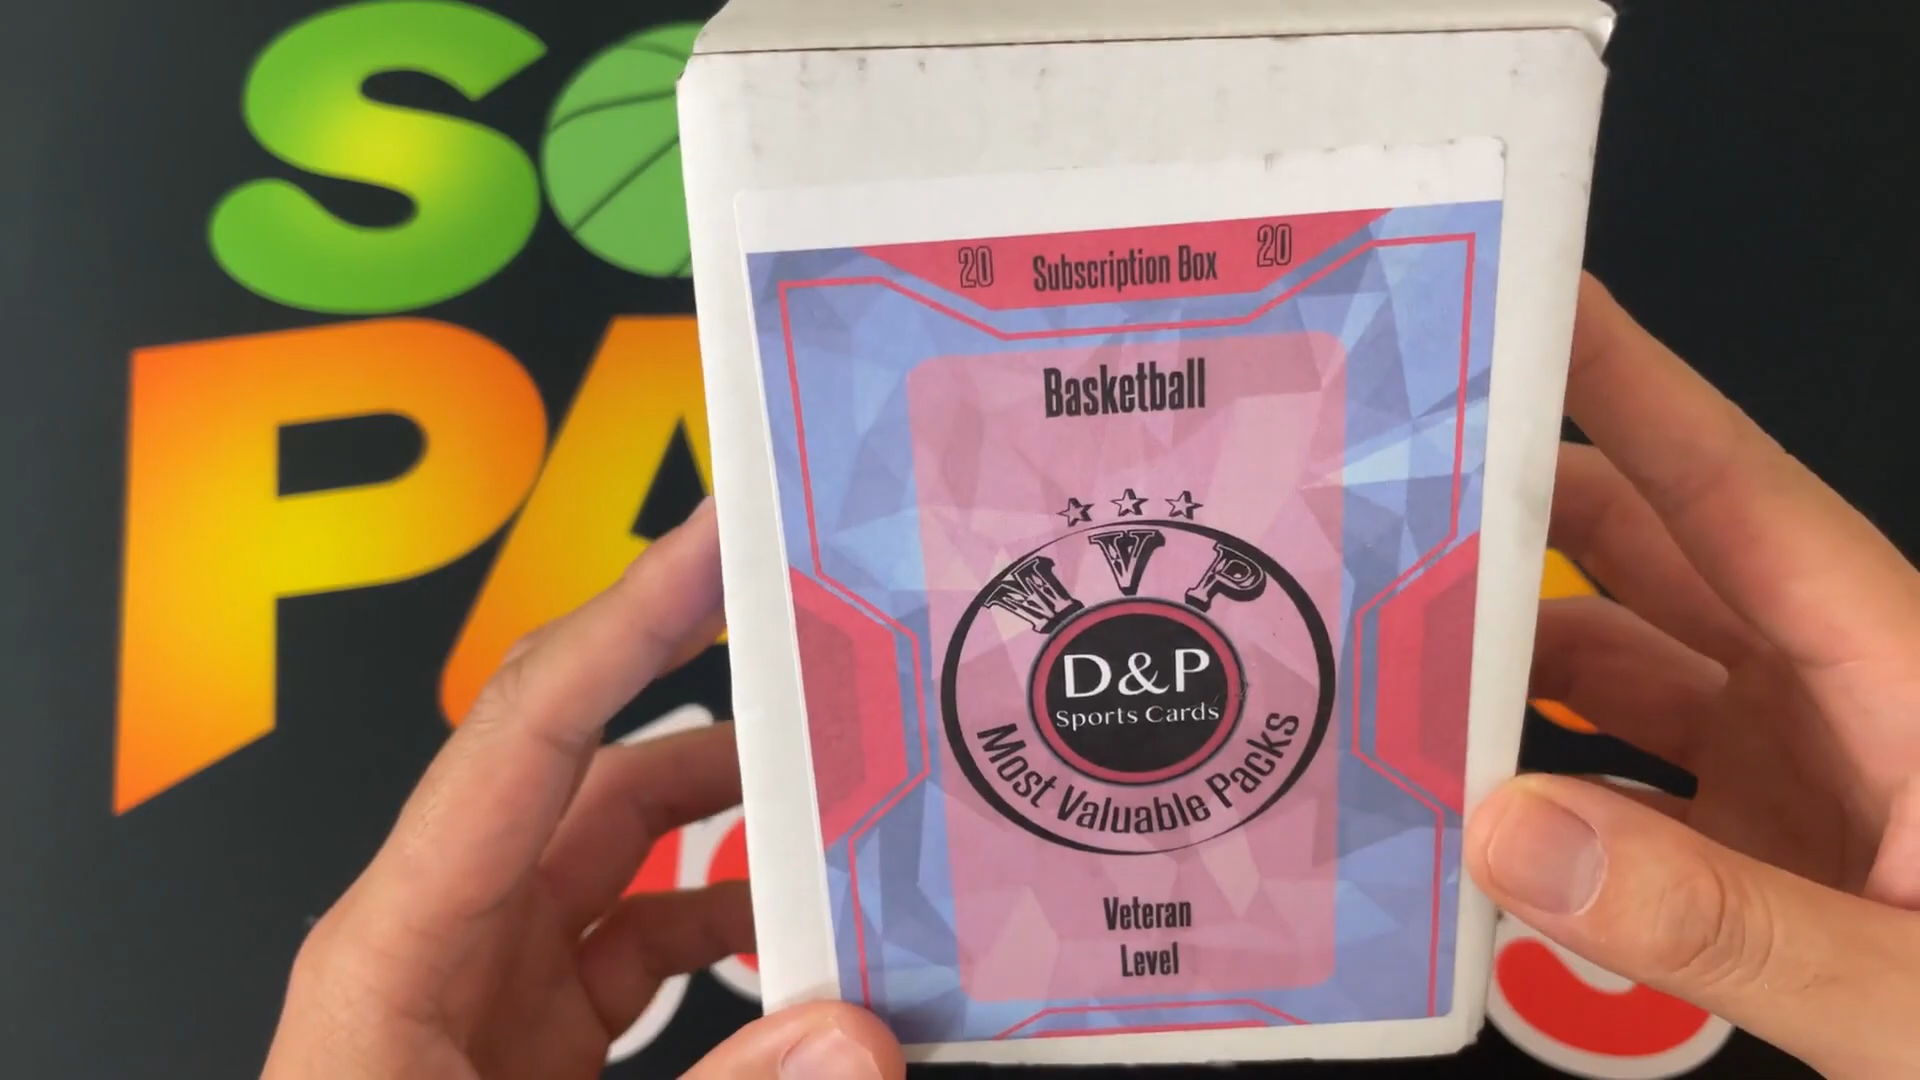 20 Subscription Box 20
Basketball
MVP
D&P
Sports Cards
Most Valuable Packs
Veteran
Level